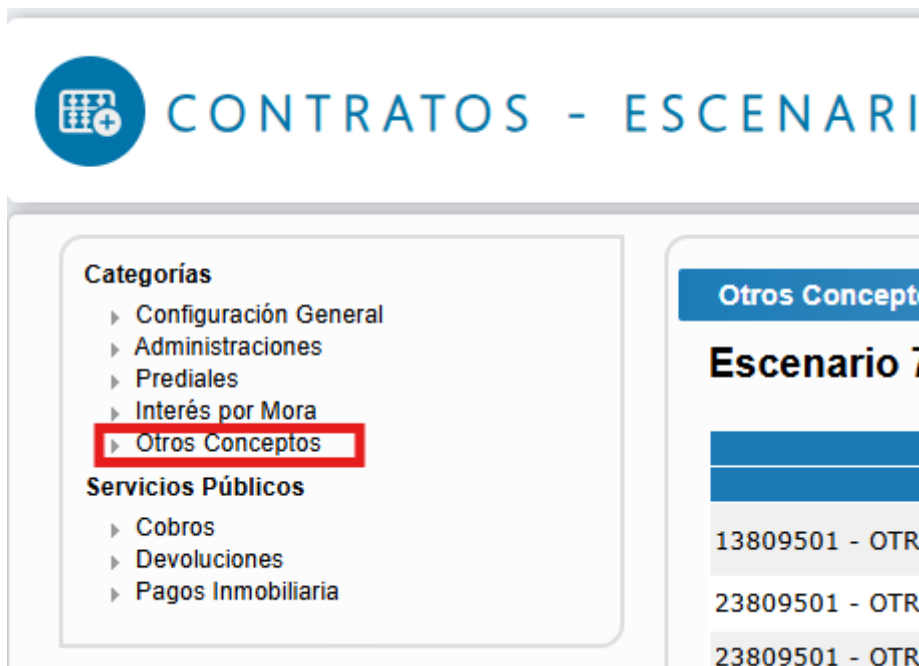 CONTRATOS - ESCENARI
Categorías
Configuración General
Administraciones
Prediales
Interés por Mora
Otros Conceptos
Servicios Públicos
Cobros
Devoluciones
Pagos Inmobiliaria
Otros Concept
Escenario
13809501 - OTR
23809501 - OTR
23809501 - OTR